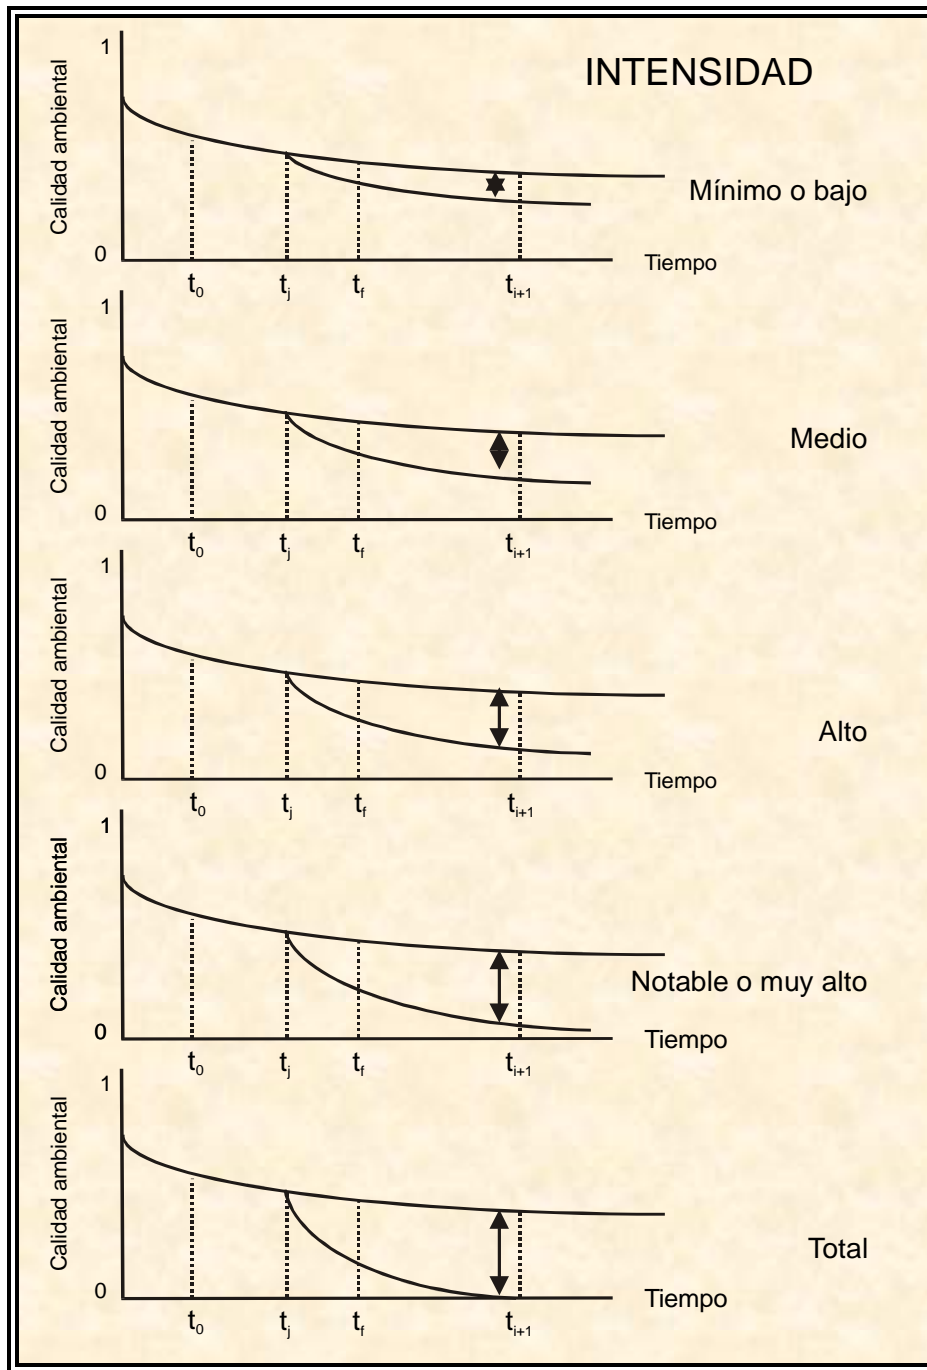 INTENSIDAD
1
Calidad ambiental
Mínimo o bajo
0
Tiempo
t0 tj tf ti+1
1
Calidad ambiental
Medio
0
Tiempo
t0 tj tf ti+1
1
Calidad ambiental
Alto
0
Tiempo
t0 tj tf ti+1
1
Calidad ambiental
Notable o muy alto
0
Tiempo
t0 tj tf ti+1
1
Calidad ambiental
Total
0
Tiempo
t0 tj tf ti+1